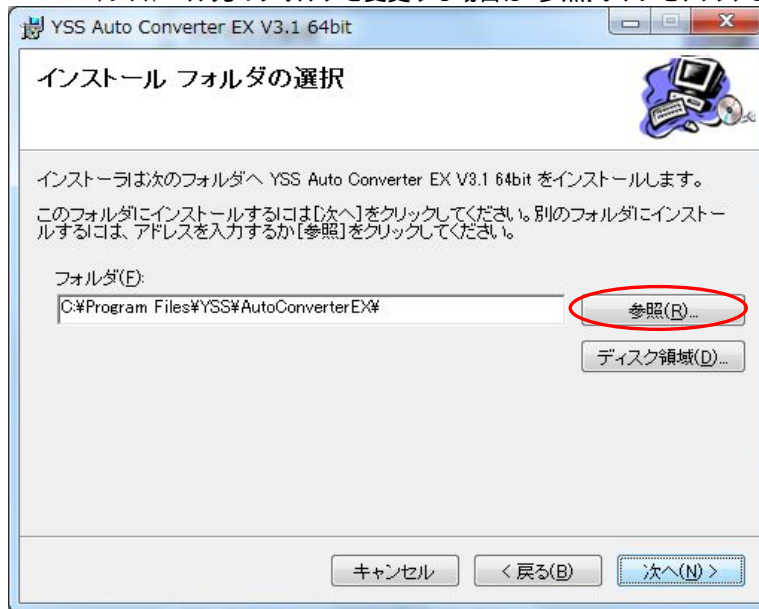 YSS Auto Converter EX V3.1 64bit
インストール フォルダの選択
インストーラは次のフォルダへ YSS Auto Converter EX V3.1 64bit をインストールします。
このフォルダにインストールするには[次へ]をクリックしてください。別のフォルダにインストー
ルするには、アドレスを入力するか[参照]をクリックしてください。
フォルダ(F):
C:¥Program Files¥YSS¥AutoConverterEX¥
参照(R)...
ディスク領域(D)...
キャンセル
< 戻る(B)
次へ(N) >